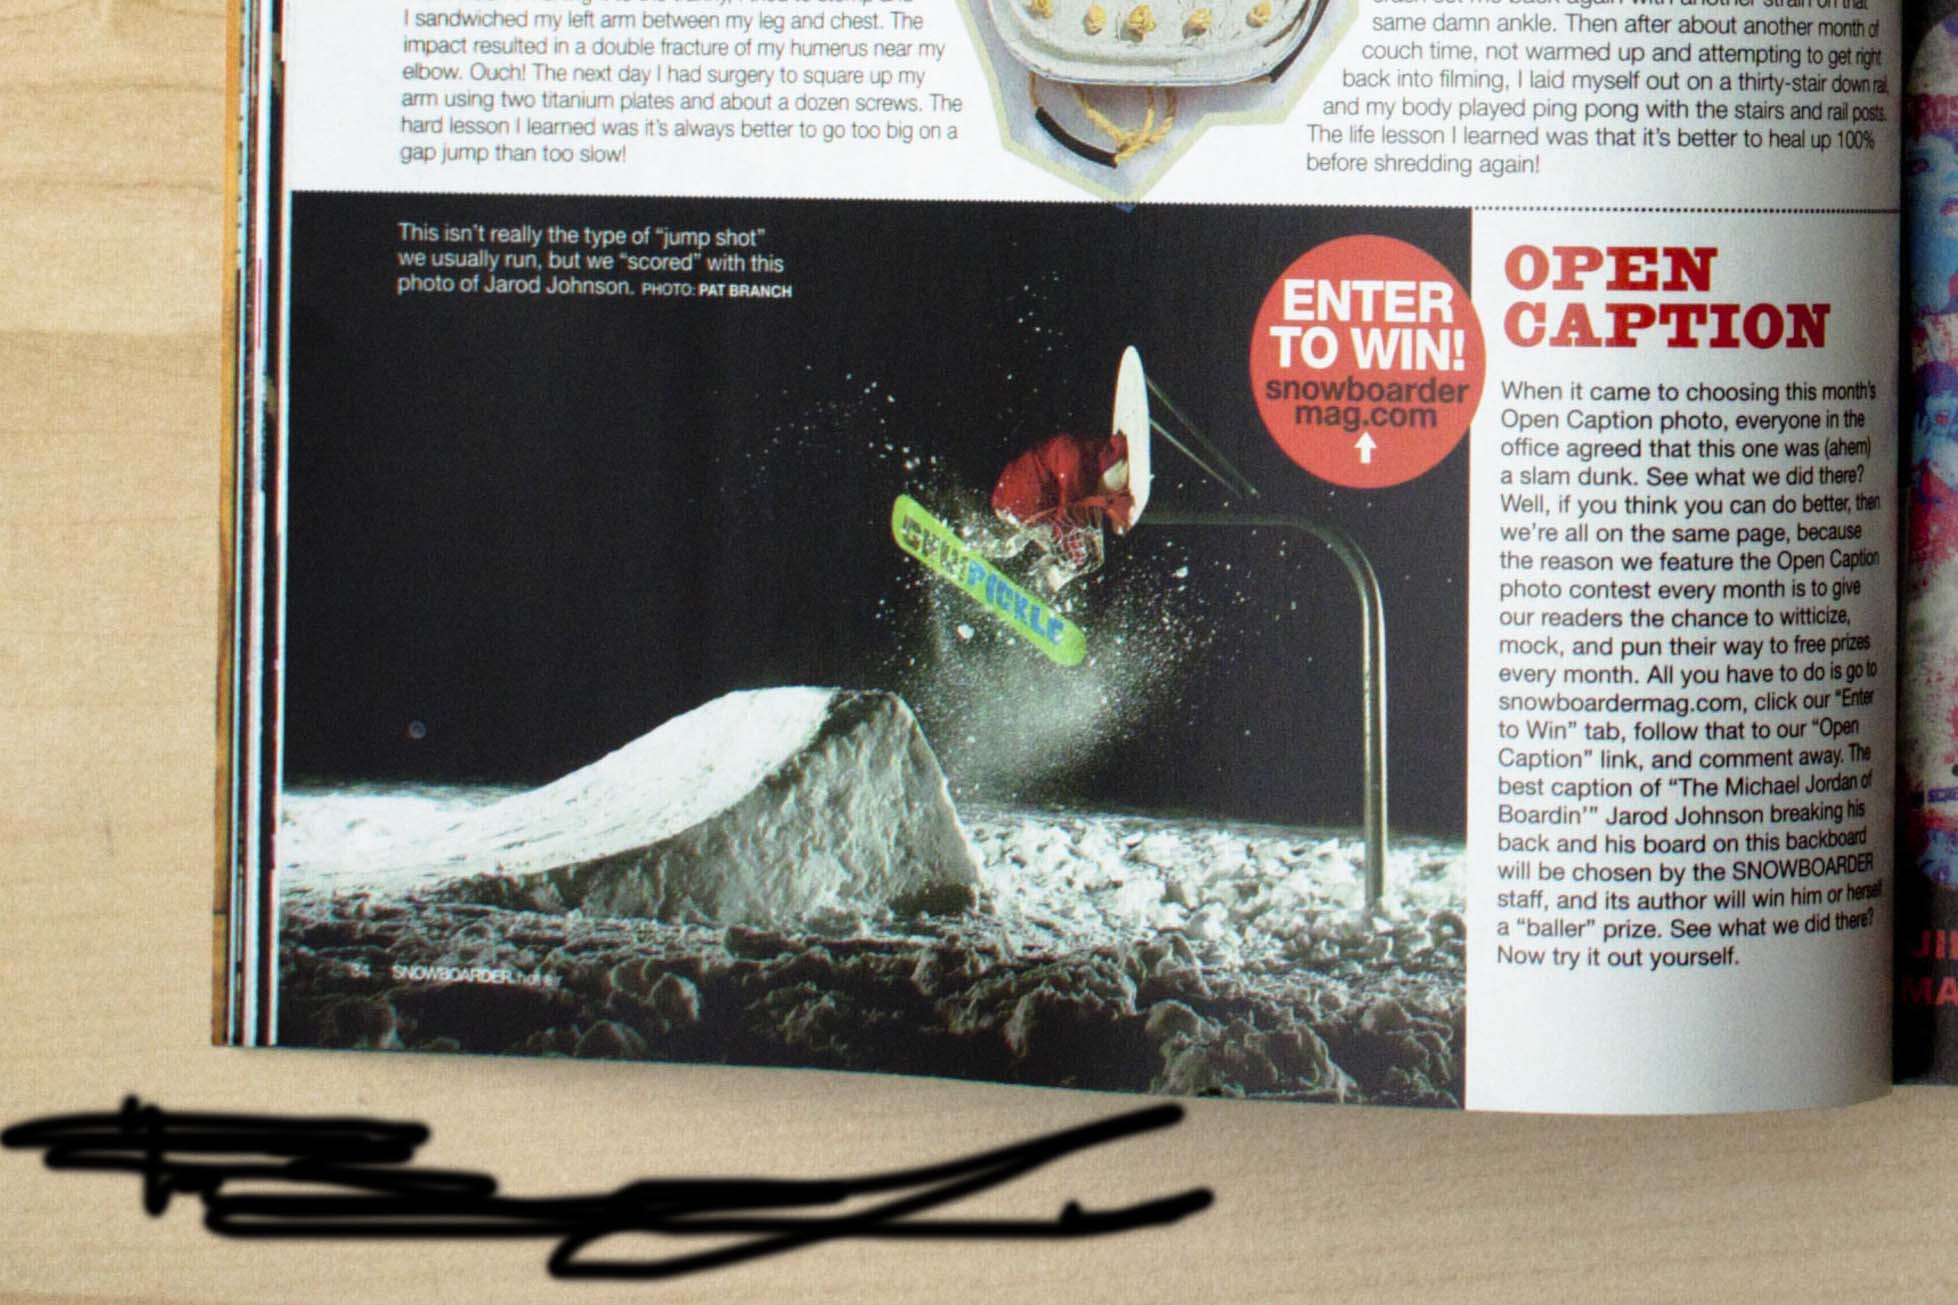 I sandwiched my left arm between my leg and chest. The
impact resulted in a double fracture of my humerus near my
elbow. Ouch! The next day I had surgery to square up my
arm using two titanium plates and about a dozen screws. The
hard lesson I learned was it's always better to go too big on a
gap jump than too slow!
same damn ankle. Then after about another month of
couch time, not warmed up and attempting to get right
back into filming, I laid myself out on a thirty-stair down rail,
and my body played ping pong with the stairs and rail posts.
The life lesson I learned was that it's better to heal up 100%
before shredding again!
This isn't really the type of "jump shot"
we usually run, but we "scored" with this
photo of Jarod Johnson. PHOTO: PAT BRANCH
ENTER
TO WIN!
snowboarder
mag.com
PICKLE
34 SNOWBOARDER
OPEN
CAPTION
When it came to choosing this month's
Open Caption photo, everyone in the
office agreed that this one was (ahem)
a slam dunk. See what we did there?
Well, if you think you can do better, then
we're all on the same page, because
the reason we feature the Open Caption
photo contest every month is to give
our readers the chance to witticize,
mock, and pun their way to free prizes
every month. All you have to do is go to
snowboardermag.com, click our "Enter
to Win" tab, follow that to our "Open
Caption" link, and comment away. The
best caption of "The Michael Jordan of
Boardin'" Jarod Johnson breaking his
back and his board on this backboard
will be chosen by the SNOWBOARDER
staff, and its author will win him or herself
a "baller" prize. See what we did there?
Now try it out yourself.